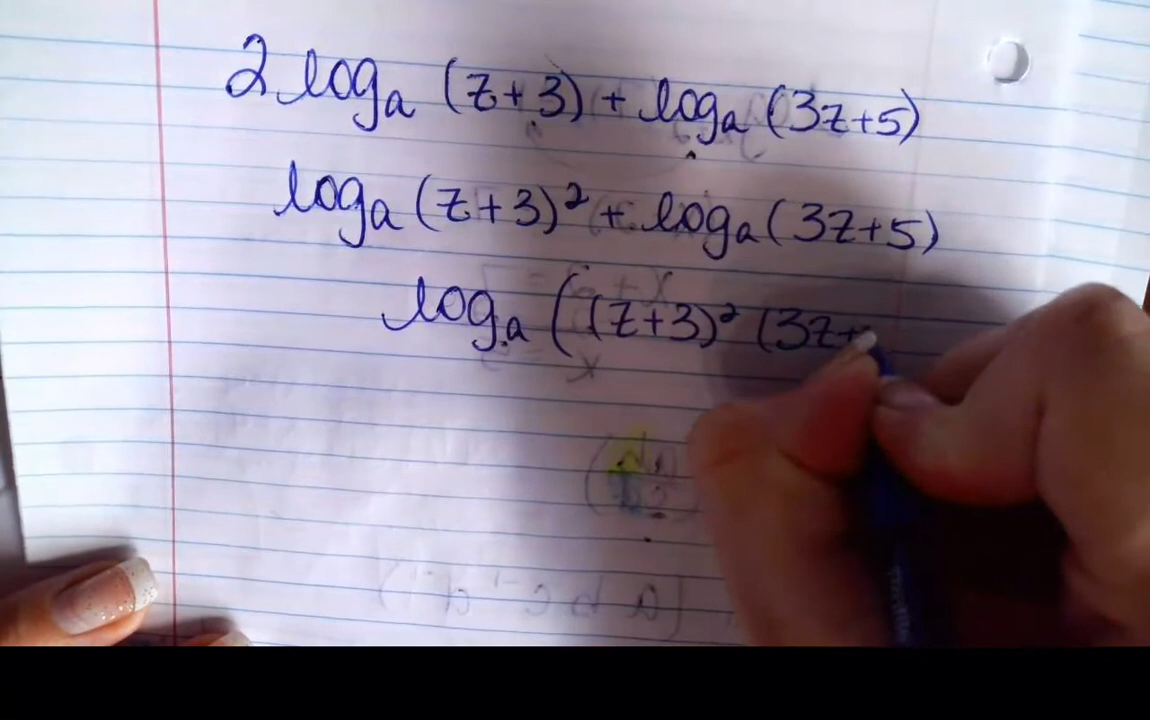 2 logₐ (z+3) + logₐ (3z+5)
logₐ (z+3)² + logₐ (3z+5)
logₐ ((z+3)² (3z+